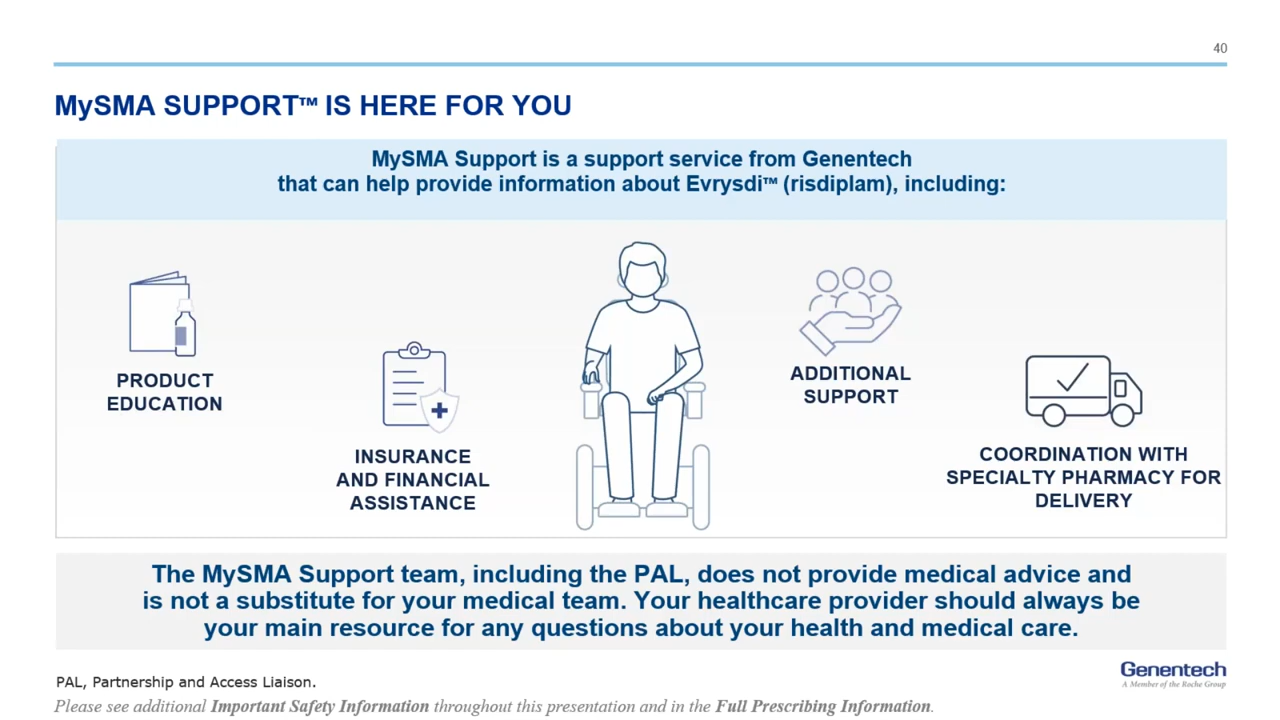 40
MySMA SUPPORT™ IS HERE FOR YOU
MySMA Support is a support service from Genentech
that can help provide information about Evrysdi™ (risdiplam), including:
PRODUCT
EDUCATION
INSURANCE
AND FINANCIAL
ASSISTANCE
ADDITIONAL
SUPPORT
COORDINATION WITH
SPECIALTY PHARMACY FOR
DELIVERY
The MySMA Support team, including the PAL, does not provide medical advice and
is not a substitute for your medical team. Your healthcare provider should always be
your main resource for any questions about your health and medical care.
Genentech
A Member of the Roche Group
PAL, Partnership and Access Liaison.
Please see additional Important Safety Information throughout this presentation and in the Full Prescribing Information.